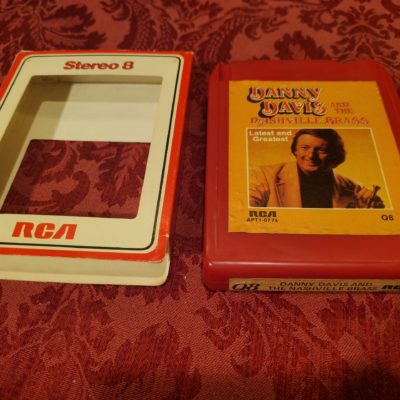 Stereo 8
RCA
DANNY
DAVIS AND
THE
NASHVILLE BRASS
Latest and
Greatest
RCA
APT1-0774
Q8
Q8
DANNY DAVIS AND
THE NASHVILLE BRASS
RCA